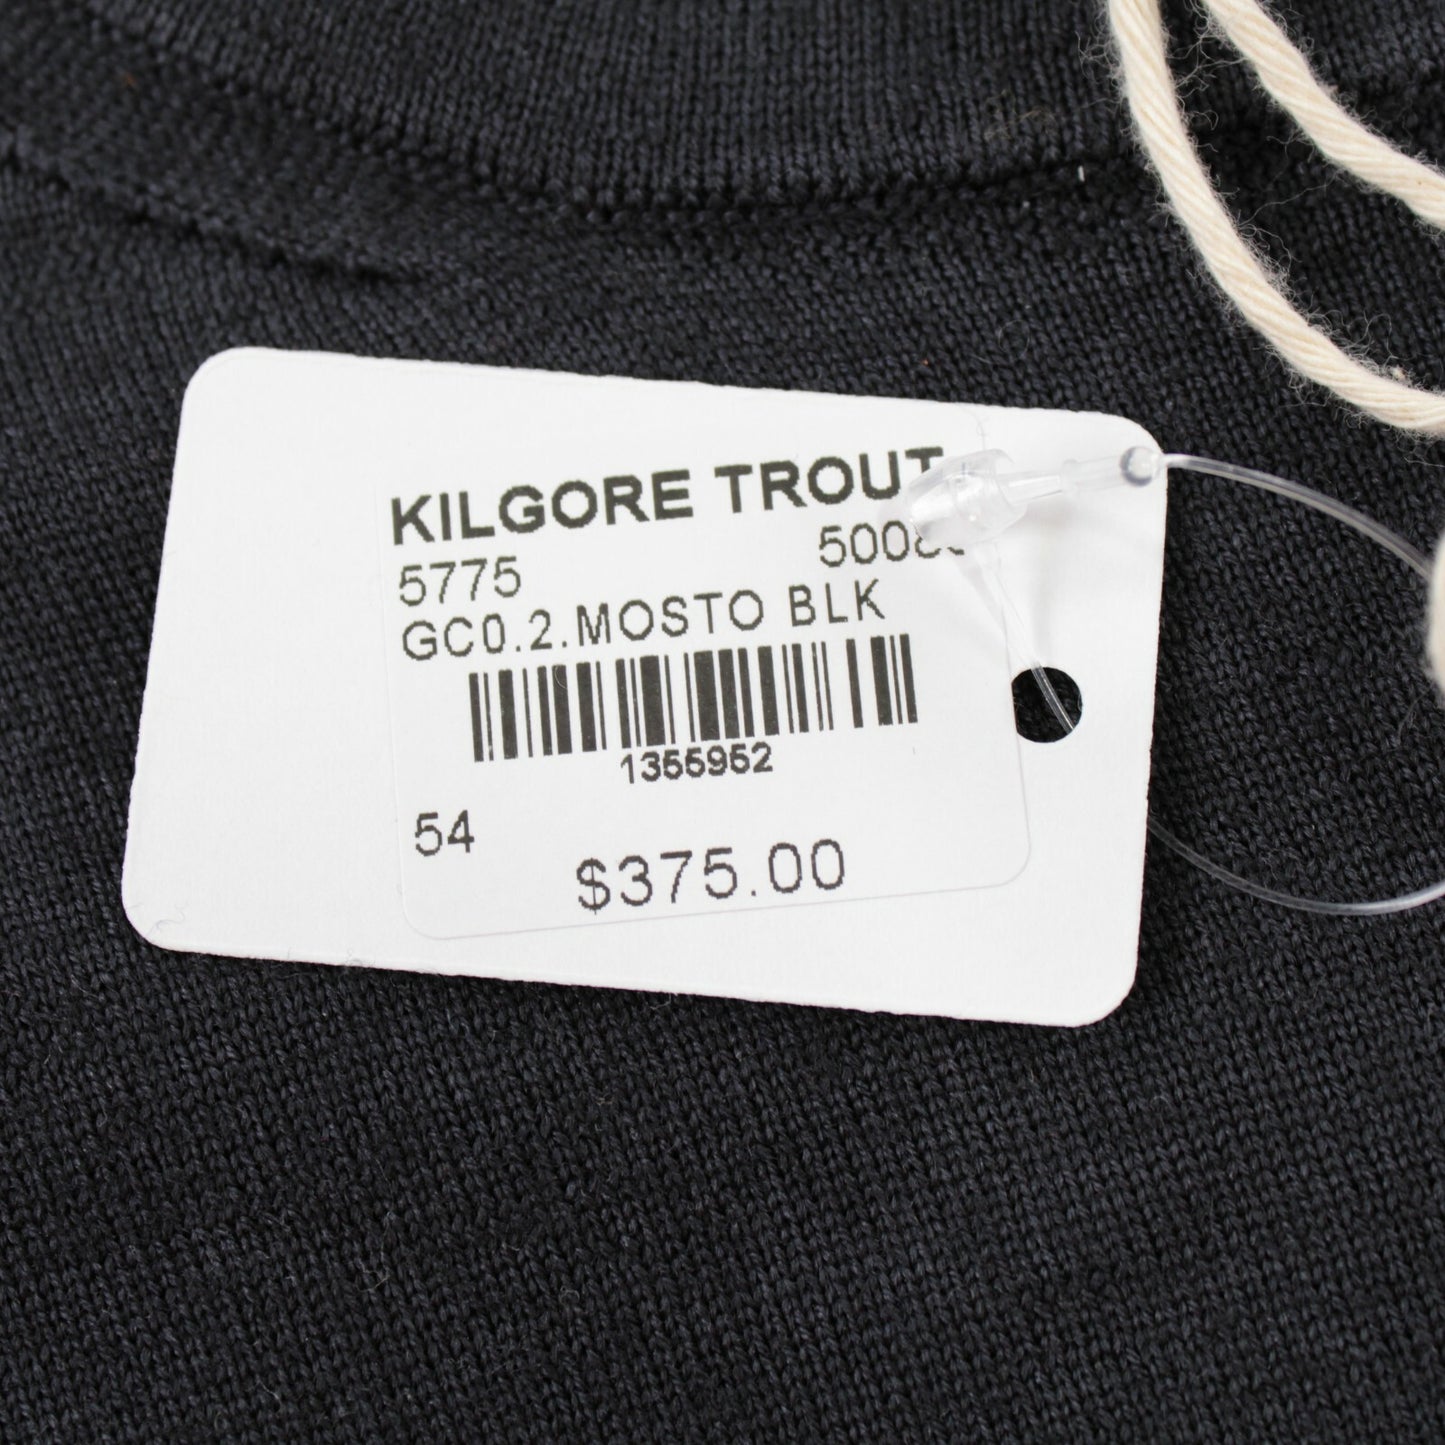 KILGORE TROUT
5775
GC0.2.MOSTO BLK
1355952
54
$375.00